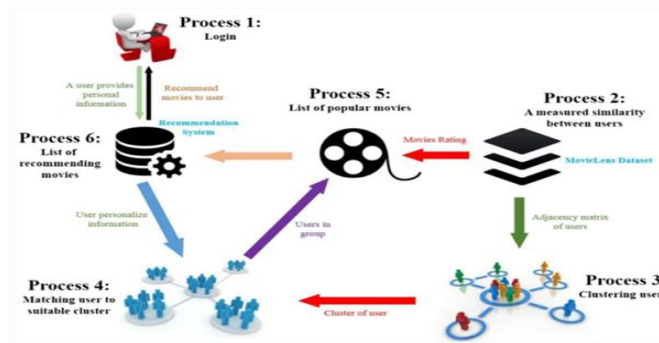 Process 1:
Login
A user provides
personal
information
Recommend
movies to user
Process 5:
List of popular movies
Process 2:
A measured similarity
between users
Process 6:
List of
recommending
movies
Recommendation
System
Movies Rating
MovieLens Dataset
User personalize
information
Users in
group
Adjacency matrix
of users
Process 4:
Matching user to
suitable cluster
Cluster of user
Process 3
Clustering user